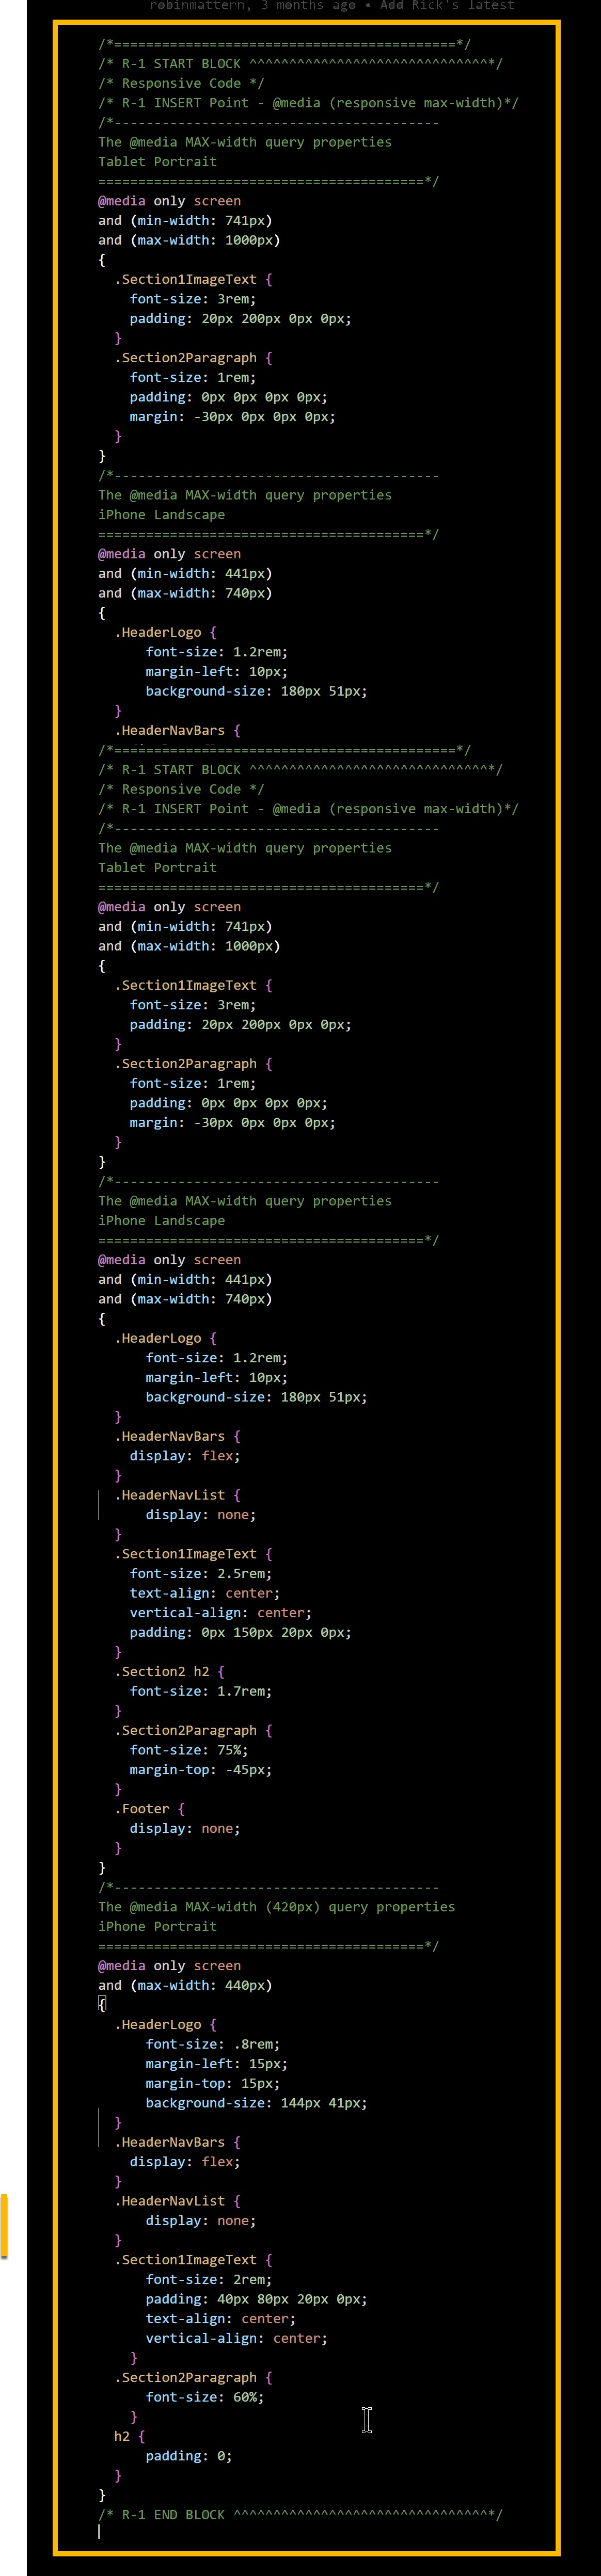 robinmattern, 3 months ago • Add Rick's latest
/*===========================================*/
/* R-1 START BLOCK ^^^^^^^^^^^^^^^^^^^^^^^^^^^^^^*/
/* Responsive Code */
/* R-1 INSERT Point - @media (responsive max-width)*/
/*-----------------------------------------
The @media MAX-width query properties
Tablet Portrait
=========================================*/
@media only screen
and (min-width: 741px)
and (max-width: 1000px)
{
.Section1ImageText {
font-size: 3rem;
padding: 20px 200px 0px 0px;
}
.Section2Paragraph {
font-size: 1rem;
padding: 0px 0px 0px 0px;
margin: -30px 0px 0px 0px;
}
}
/*-----------------------------------------
The @media MAX-width query properties
iPhone Landscape
=========================================*/
@media only screen
and (min-width: 441px)
and (max-width: 740px)
{
.HeaderLogo {
font-size: 1.2rem;
margin-left: 10px;
background-size: 180px 51px;
}
.HeaderNavBars {
/*===========================================*/
/* R-1 START BLOCK ^^^^^^^^^^^^^^^^^^^^^^^^^^^^^^*/
/* Responsive Code */
/* R-1 INSERT Point - @media (responsive max-width)*/
/*-----------------------------------------
The @media MAX-width query properties
Tablet Portrait
=========================================*/
@media only screen
and (min-width: 741px)
and (max-width: 1000px)
{
.Section1ImageText {
font-size: 3rem;
padding: 20px 200px 0px 0px;
}
.Section2Paragraph {
font-size: 1rem;
padding: 0px 0px 0px 0px;
margin: -30px 0px 0px 0px;
}
}
/*-----------------------------------------
The @media MAX-width query properties
iPhone Landscape
=========================================*/
@media only screen
and (min-width: 441px)
and (max-width: 740px)
{
.HeaderLogo {
font-size: 1.2rem;
margin-left: 10px;
background-size: 180px 51px;
}
.HeaderNavBars {
display: flex;
}
.HeaderNavList {
display: none;
}
.Section1ImageText {
font-size: 2.5rem;
text-align: center;
vertical-align: center;
padding: 0px 150px 20px 0px;
}
.Section2 h2 {
font-size: 1.7rem;
}
.Section2Paragraph {
font-size: 75%;
margin-top: -45px;
}
.Footer {
display: none;
}
}
/*-----------------------------------------
The @media MAX-width (420px) query properties
iPhone Portrait
=========================================*/
@media only screen
and (max-width: 440px)
{
.HeaderLogo {
font-size: .8rem;
margin-left: 15px;
margin-top: 15px;
background-size: 144px 41px;
}
.HeaderNavBars {
display: flex;
}
.HeaderNavList {
display: none;
}
.Section1ImageText {
font-size: 2rem;
padding: 40px 80px 20px 0px;
text-align: center;
vertical-align: center;
}
.Section2Paragraph {
font-size: 60%;
}
h2 {
padding: 0;
}
}
/* R-1 END BLOCK ^^^^^^^^^^^^^^^^^^^^^^^^^^^^^^^^*/